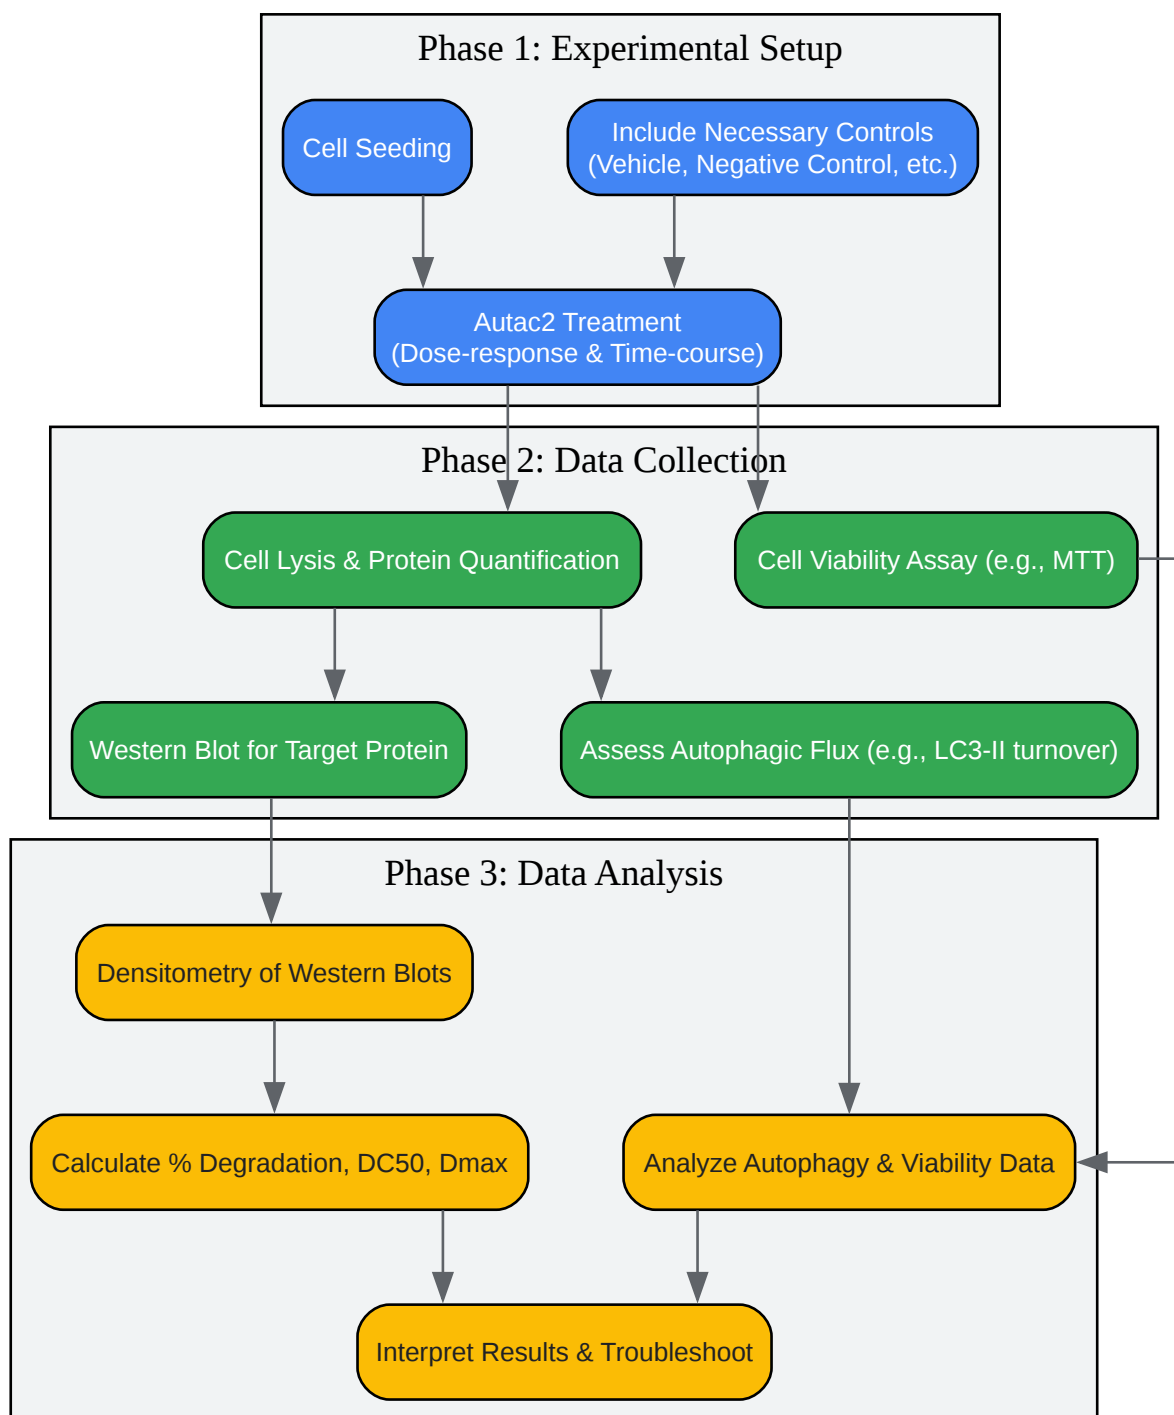 Phase 1: Experimental Setup
Cell Seeding
Include Necessary Controls
(Vehicle, Negative Control, etc.)
Autac2 Treatment
(Dose-response & Time-course)
Phase 2: Data Collection
Cell Lysis & Protein Quantification
Cell Viability Assay (e.g., MTT)
Western Blot for Target Protein
Assess Autophagic Flux (e.g., LC3-II turnover)
Phase 3: Data Analysis
Densitometry of Western Blots
Calculate % Degradation, DC50, Dmax
Analyze Autophagy & Viability Data
Interpret Results & Troubleshoot